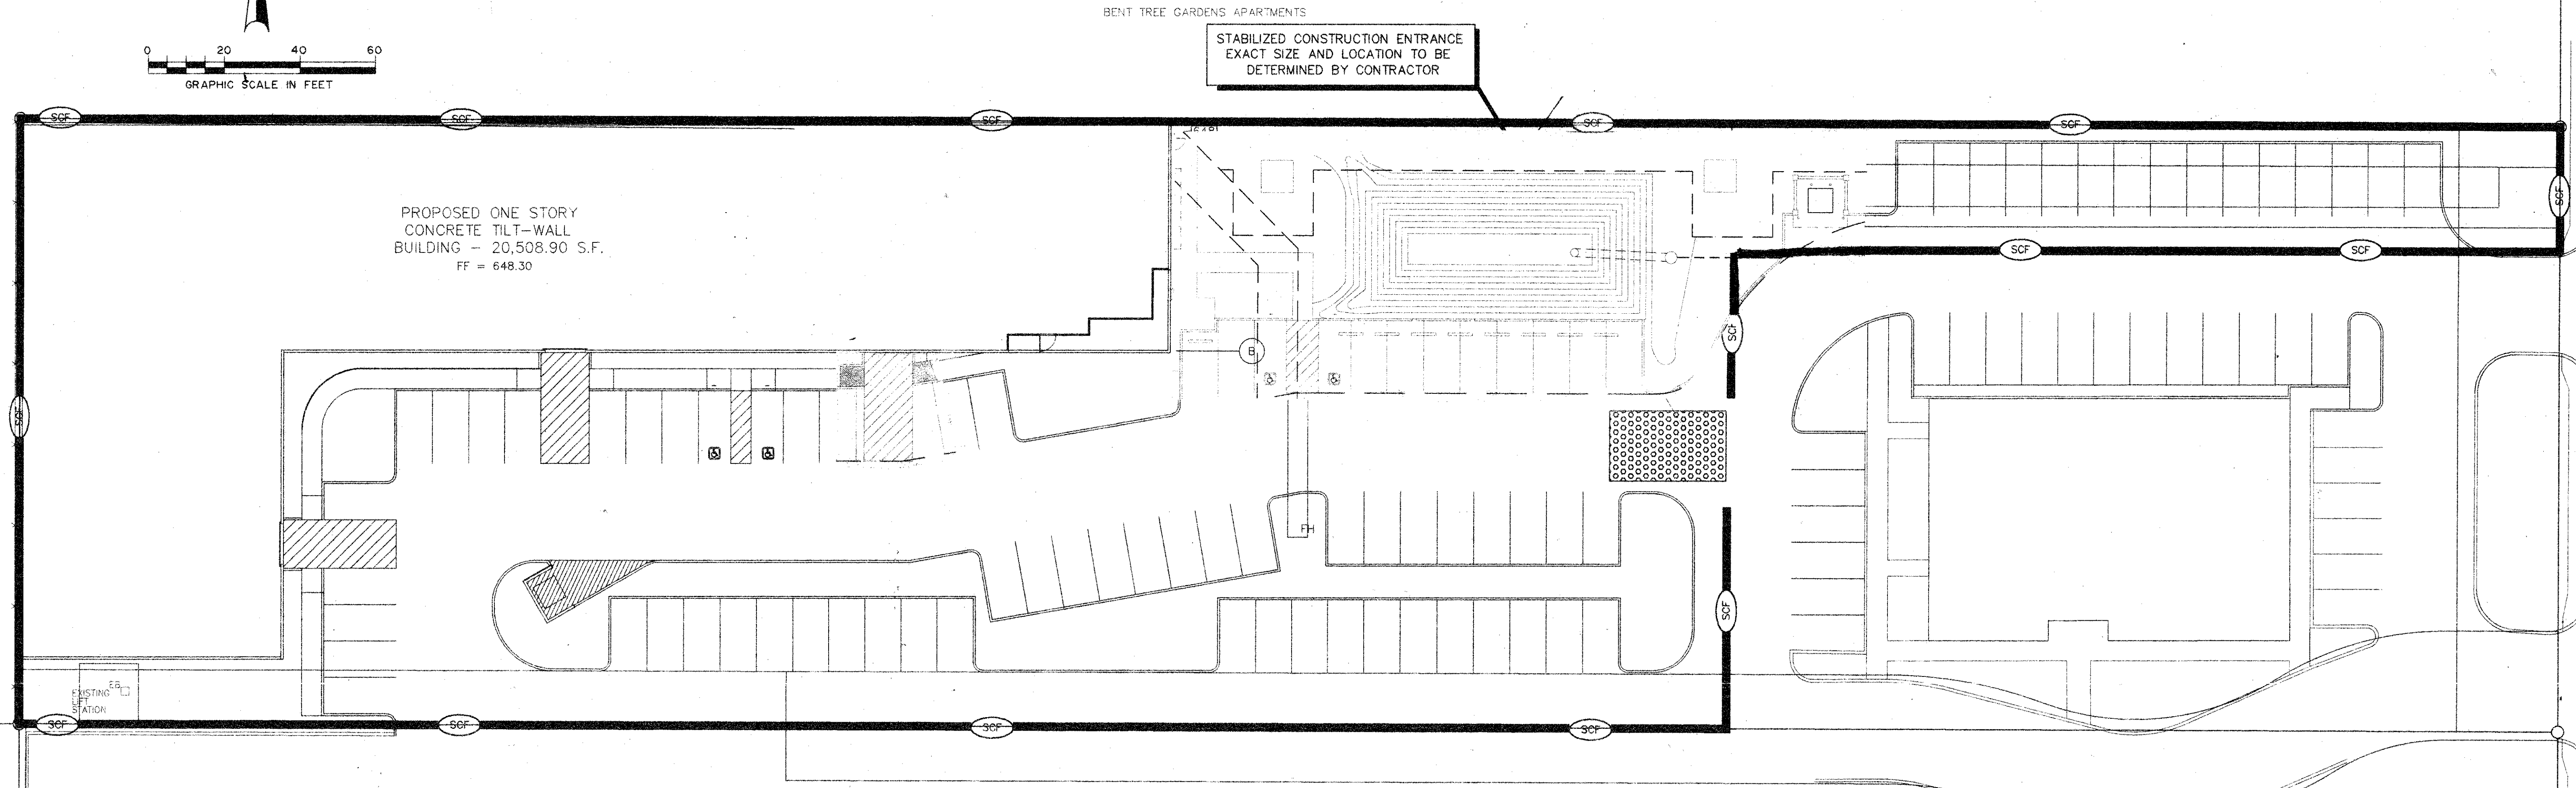 BENT TREE GARDENS APARTMENTS
0 20 40 60
GRAPHIC SCALE IN FEET
STABILIZED CONSTRUCTION ENTRANCE
EXACT SIZE AND LOCATION TO BE
DETERMINED BY CONTRACTOR
SCF
SCF
SCF
SCF
SCF
SCF
PROPOSED ONE STORY
CONCRETE TILT-WALL
BUILDING - 20,508.90 S.F.
FF = 648.30
SCF
SCF
SCF
B
SCF
FH
SCF
EB
EXISTING
LIFT
STATION
SCF
SCF
SCF
SCF